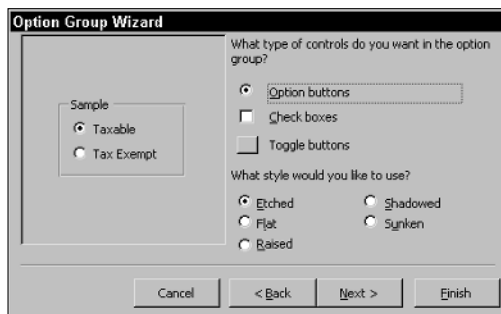 Option Group Wizard
What type of controls do you want in the option
group?
Option buttons
Check boxes
Toggle buttons
Sample
Taxable
Tax Exempt
What style would you like to use?
Etched
Shadowed
Flat
Sunken
Raised
Cancel
< Back
Next >
Finish